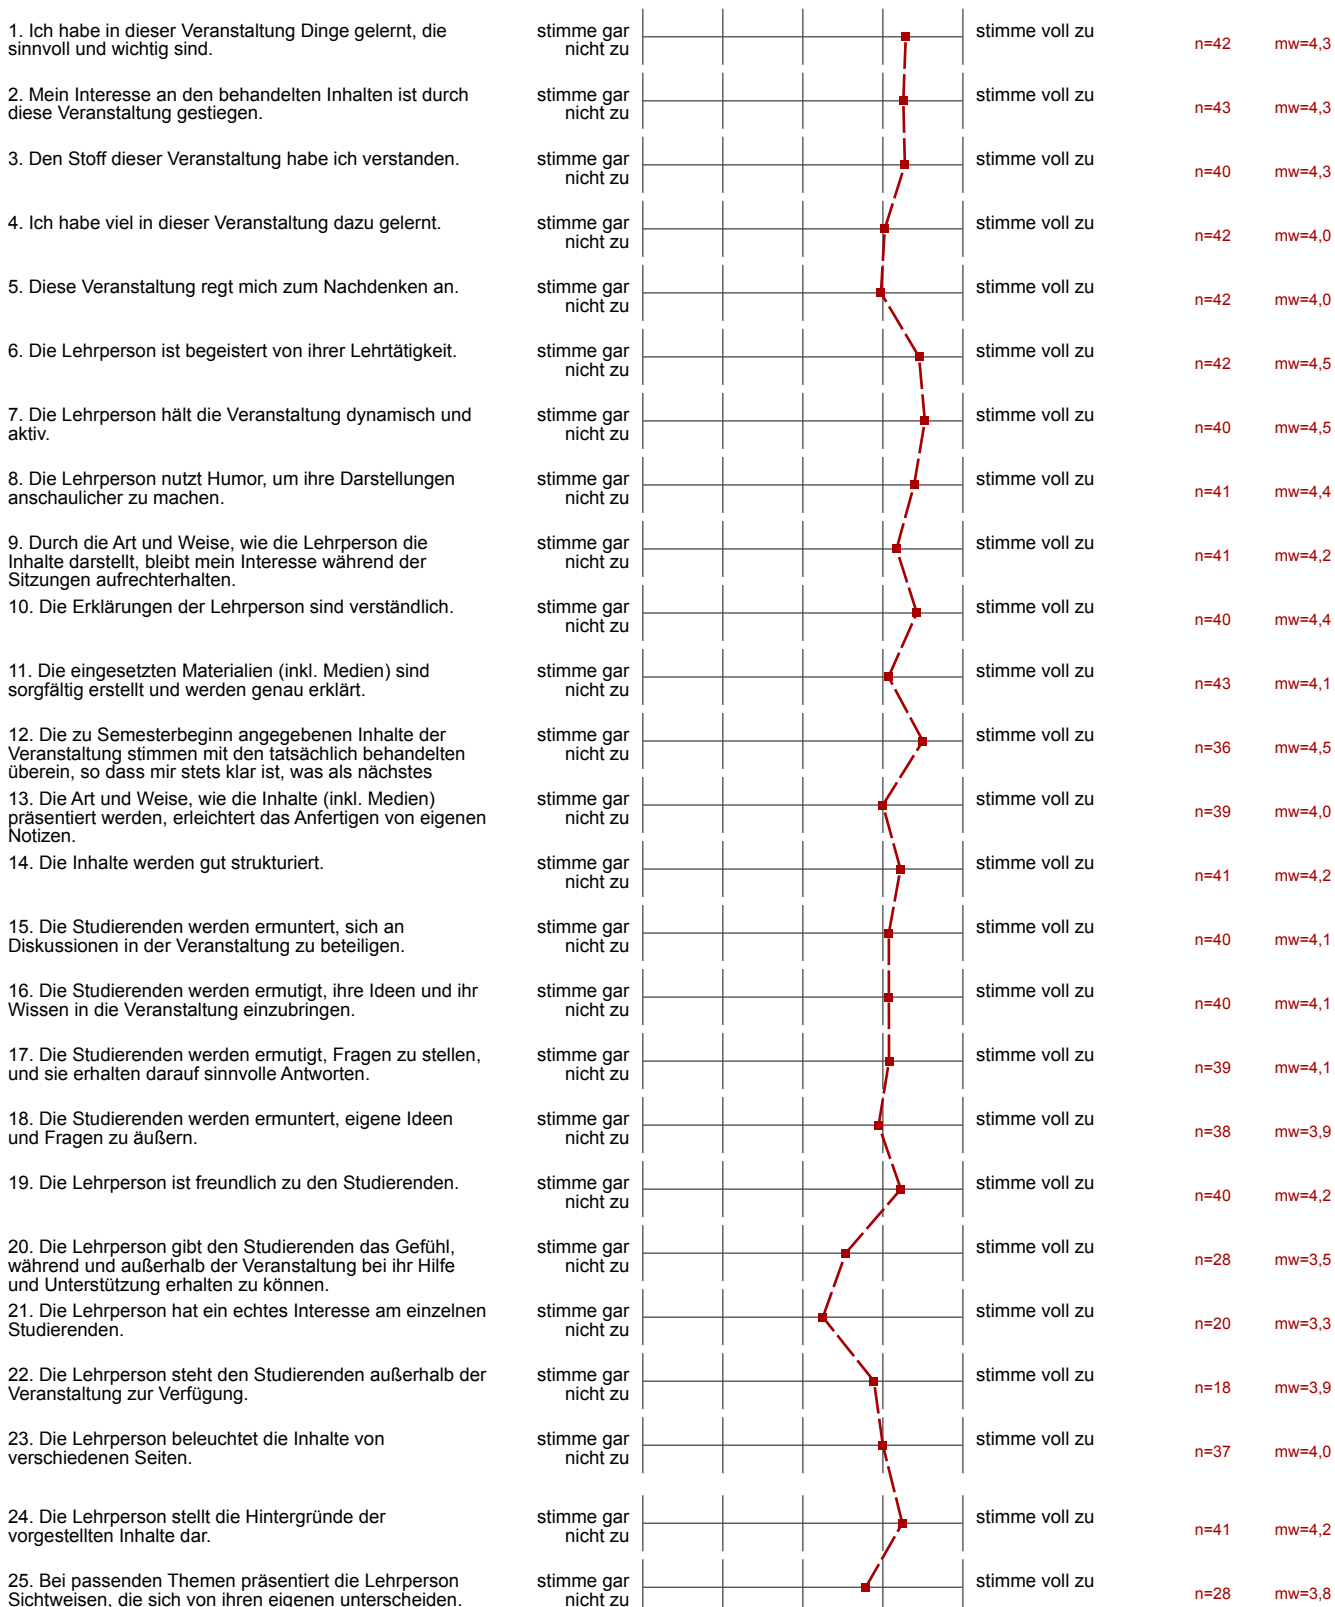 1. Ich habe in dieser Veranstaltung Dinge gelernt, die
sinnvoll und wichtig sind.
stimme gar
nicht zu
stimme voll zu
n=42
mw=4,3
2. Mein Interesse an den behandelten Inhalten ist durch
diese Veranstaltung gestiegen.
stimme gar
nicht zu
stimme voll zu
n=43
mw=4,3
3. Den Stoff dieser Veranstaltung habe ich verstanden.
stimme gar
nicht zu
stimme voll zu
n=40
mw=4,3
4. Ich habe viel in dieser Veranstaltung dazu gelernt.
stimme gar
nicht zu
stimme voll zu
n=42
mw=4,0
5. Diese Veranstaltung regt mich zum Nachdenken an.
stimme gar
nicht zu
stimme voll zu
n=42
mw=4,0
6. Die Lehrperson ist begeistert von ihrer Lehrtätigkeit.
stimme gar
nicht zu
stimme voll zu
n=42
mw=4,5
7. Die Lehrperson hält die Veranstaltung dynamisch und
aktiv.
stimme gar
nicht zu
stimme voll zu
n=40
mw=4,5
8. Die Lehrperson nutzt Humor, um ihre Darstellungen
anschaulicher zu machen.
stimme gar
nicht zu
stimme voll zu
n=41
mw=4,4
9. Durch die Art und Weise, wie die Lehrperson die
Inhalte darstellt, bleibt mein Interesse während der
Sitzungen aufrechterhalten.
stimme gar
nicht zu
stimme voll zu
n=41
mw=4,2
10. Die Erklärungen der Lehrperson sind verständlich.
stimme gar
nicht zu
stimme voll zu
n=40
mw=4,4
11. Die eingesetzten Materialien (inkl. Medien) sind
sorgfältig erstellt und werden genau erklärt.
stimme gar
nicht zu
stimme voll zu
n=43
mw=4,1
12. Die zu Semesterbeginn angegebenen Inhalte der
Veranstaltung stimmen mit den tatsächlich behandelten
überein, so dass mir stets klar ist, was als nächstes
stimme gar
nicht zu
stimme voll zu
n=36
mw=4,5
13. Die Art und Weise, wie die Inhalte (inkl. Medien)
präsentiert werden, erleichtert das Anfertigen von eigenen
Notizen.
stimme gar
nicht zu
stimme voll zu
n=39
mw=4,0
14. Die Inhalte werden gut strukturiert.
stimme gar
nicht zu
stimme voll zu
n=41
mw=4,2
15. Die Studierenden werden ermuntert, sich an
Diskussionen in der Veranstaltung zu beteiligen.
stimme gar
nicht zu
stimme voll zu
n=40
mw=4,1
16. Die Studierenden werden ermutigt, ihre Ideen und ihr
Wissen in die Veranstaltung einzubringen.
stimme gar
nicht zu
stimme voll zu
n=40
mw=4,1
17. Die Studierenden werden ermutigt, Fragen zu stellen,
und sie erhalten darauf sinnvolle Antworten.
stimme gar
nicht zu
stimme voll zu
n=39
mw=4,1
18. Die Studierenden werden ermuntert, eigene Ideen
und Fragen zu äußern.
stimme gar
nicht zu
stimme voll zu
n=38
mw=3,9
19. Die Lehrperson ist freundlich zu den Studierenden.
stimme gar
nicht zu
stimme voll zu
n=40
mw=4,2
20. Die Lehrperson gibt den Studierenden das Gefühl,
während und außerhalb der Veranstaltung bei ihr Hilfe
und Unterstützung erhalten zu können.
stimme gar
nicht zu
stimme voll zu
n=28
mw=3,5
21. Die Lehrperson hat ein echtes Interesse am einzelnen
Studierenden.
stimme gar
nicht zu
stimme voll zu
n=20
mw=3,3
22. Die Lehrperson steht den Studierenden außerhalb der
Veranstaltung zur Verfügung.
stimme gar
nicht zu
stimme voll zu
n=18
mw=3,9
23. Die Lehrperson beleuchtet die Inhalte von
verschiedenen Seiten.
stimme gar
nicht zu
stimme voll zu
n=37
mw=4,0
24. Die Lehrperson stellt die Hintergründe der
vorgestellten Inhalte dar.
stimme gar
nicht zu
stimme voll zu
n=41
mw=4,2
25. Bei passenden Themen präsentiert die Lehrperson
Sichtweisen, die sich von ihren eigenen unterscheiden.
stimme gar
nicht zu
stimme voll zu
n=28
mw=3,8